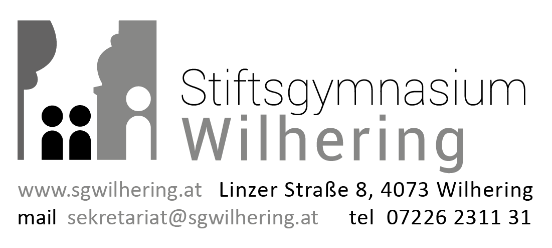 Stiftsgymnasium
Wilhering
www.sgwilhering.at Linzer Straße 8, 4073 Wilhering
mail sekretariat@sgwilhering.at tel 07226 2311 31